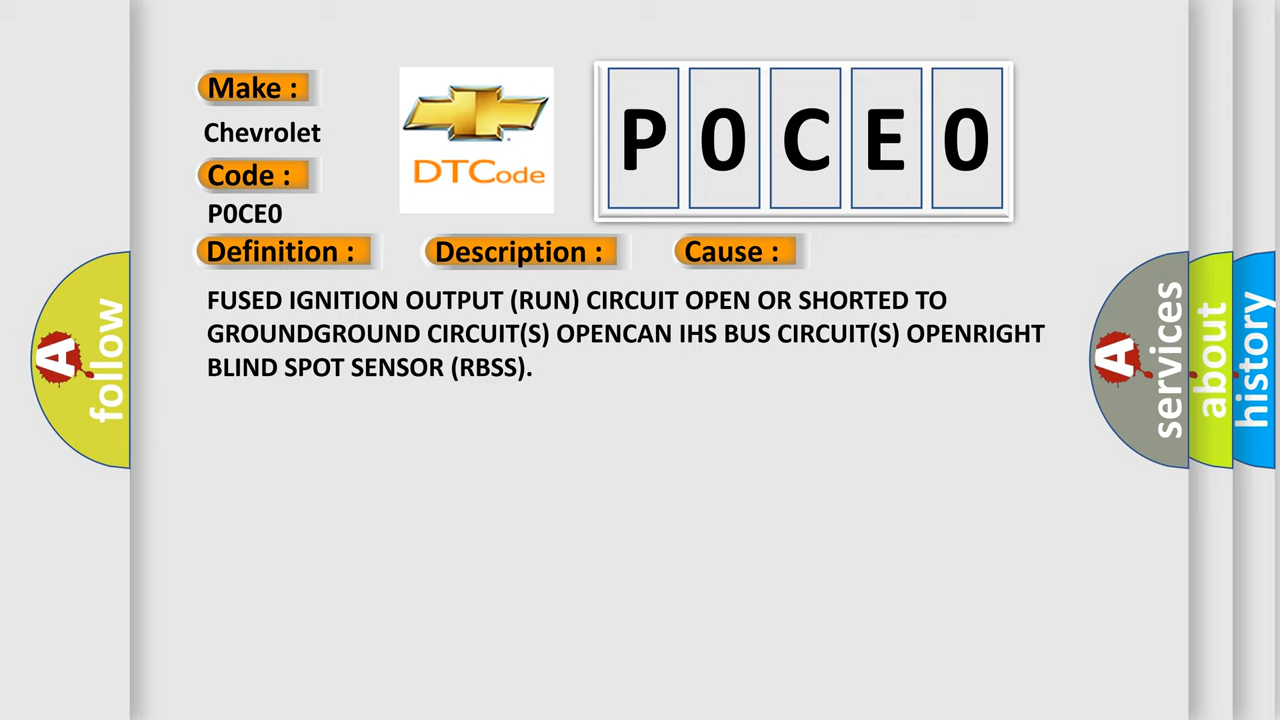 Make :
Chevrolet
Code :
P0CE0
DTCode
P0CE0
Definition :
Description :
Cause :
FUSED IGNITION OUTPUT (RUN) CIRCUIT OPEN OR SHORTED TO
GROUNDGROUND CIRCUIT(S) OPENCAN IHS BUS CIRCUIT(S) OPENRIGHT
BLIND SPOT SENSOR (RBSS).
A follow
A services
about
history